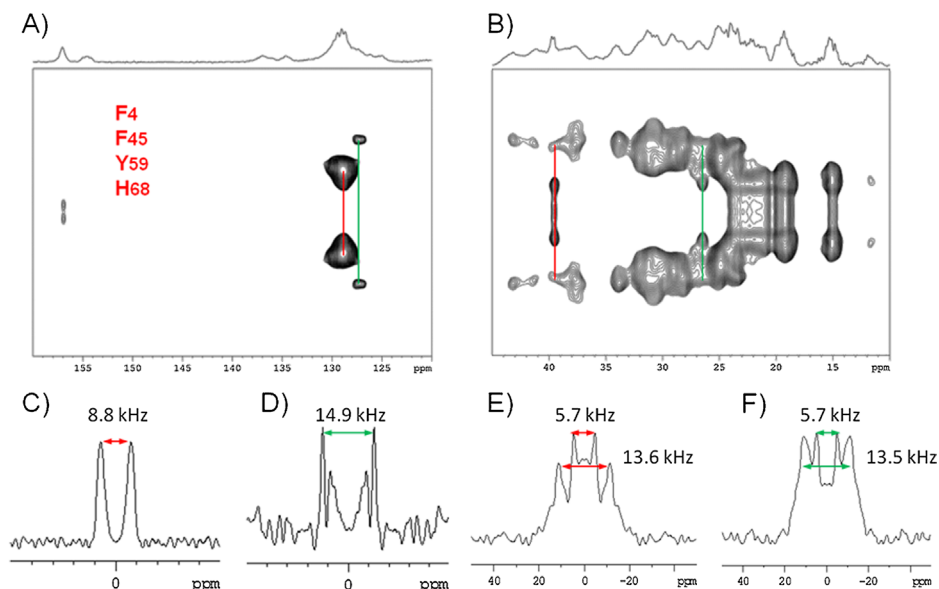 A)
B)
F4
F45
Y59
H68
155 150 145 140 135 130 125 ppm
40 35 30 25 20 15 ppm
C)
D)
E)
F)
8.8 kHz
14.9 kHz
5.7 kHz
13.6 kHz
5.7 kHz
13.5 kHz
0 ppm
0 ppm
40 20 0 -20 ppm
40 20 0 -20 ppm